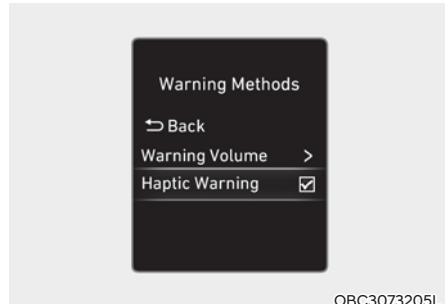 Warning Methods
Back
Warning Volume >
Haptic Warning
OBC3073205L